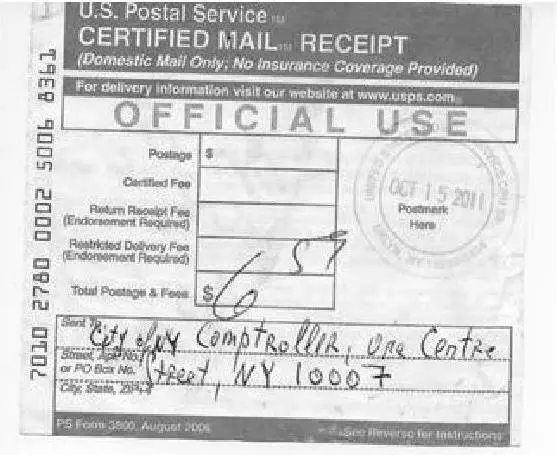 U.S. Postal Service TM
CERTIFIED MAIL TM RECEIPT
(Domestic Mail Only; No Insurance Coverage Provided)
For delivery information visit our website at www.usps.com
OFFICIAL USE
Postage $
Certified Fee
Return Receipt Fee
(Endorsement Required)
Restricted Delivery Fee
(Endorsement Required)
Total Postage & Fees $ 6 59
OCT 15 2011
Postmark
Here
7010 2780 0002 5006 8361
Sent To City of NY Comptroller, One Centre
Street, Apt. No.;
or PO Box No. Street, NY 10007
City, State, ZIP+4
PS Form 3800, August 2006 See Reverse for Instructions